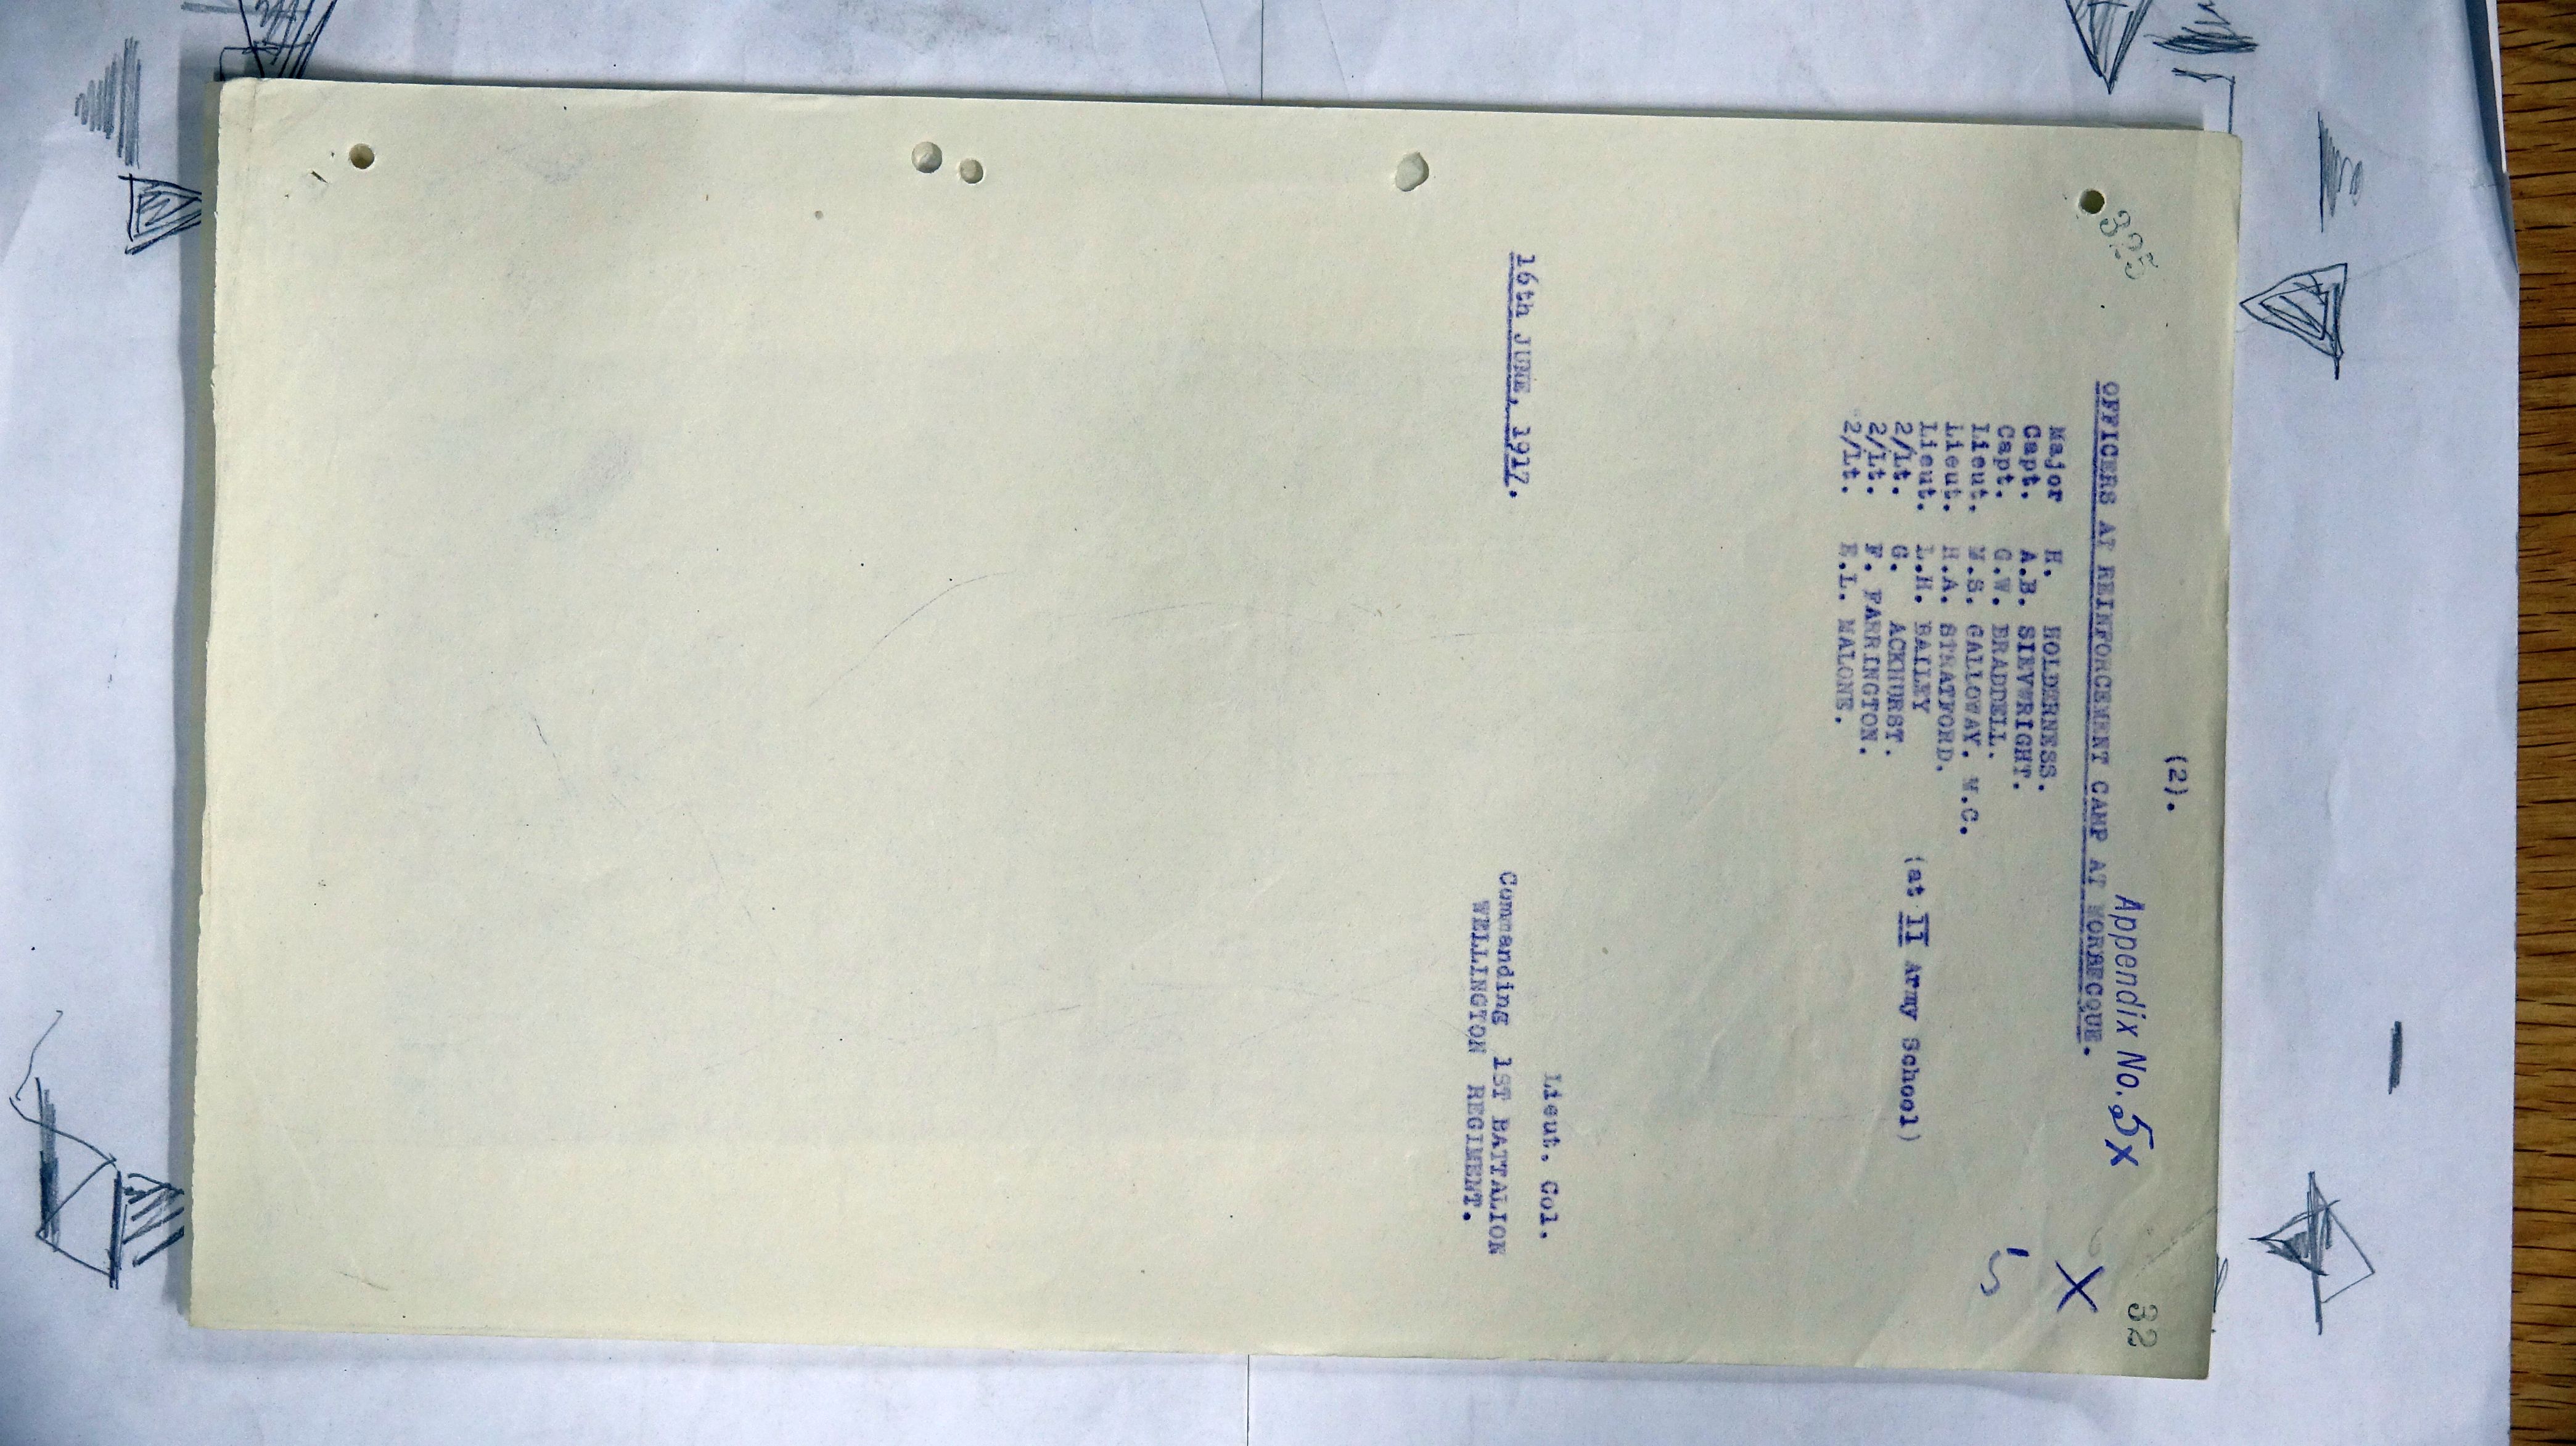 325
(2).
Appendix No. 5x
32
X
5
OFFICERS AT REINFORCEMENT CAMP AT MORBECQUE.
Major H. HOLDERNESS.
Capt. A.B. SIEVWRIGHT.
Capt. G.W. BRADDELL.
Lieut. M.S. GALLOWAY. M.C.
Lieut. H.A. STRATFORD.
Lieut. L.H. BAILEY (at II Army School)
2/Lt. G. ACKHURST.
2/Lt. F. FARRINGTON.
2/Lt. E.L. MALONE.
Lieut. Col.
16th JUNE, 1917. Commanding 1ST BATTALION
WELLINGTON REGIMENT.